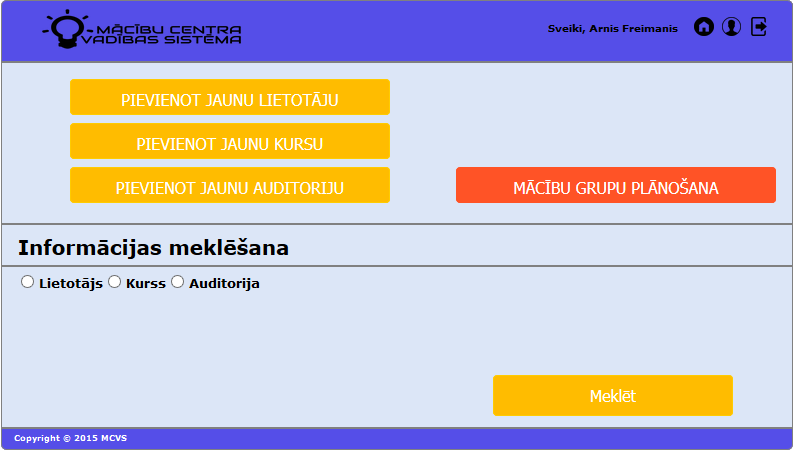 MĀCĪBU CENTRA
VADĪBAS SISTĒMA
Sveiki, Arnis Freimanis
PIEVIENOT JAUNU LIETOTĀJU
PIEVIENOT JAUNU KURSU
PIEVIENOT JAUNU AUDITORIJU
MĀCĪBU GRUPU PLĀNOŠANA
Informācijas meklēšana
Lietotājs Kurss Auditorija
Meklēt
Copyright © 2015 MCVS